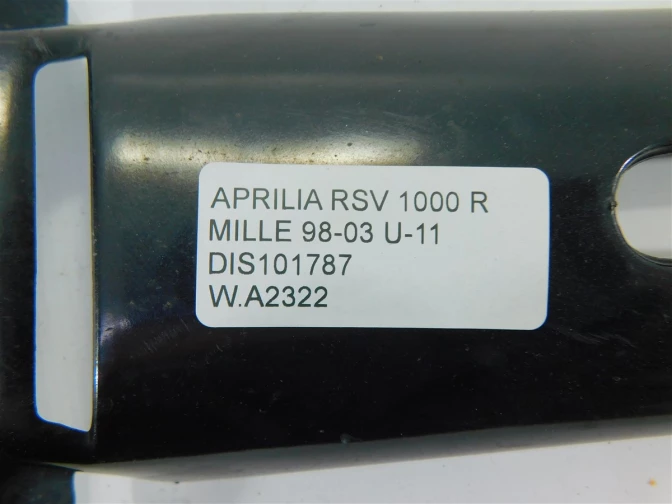 APRILIA RSV 1000 R
MILLE 98-03 U-11
DIS101787
W.A2322